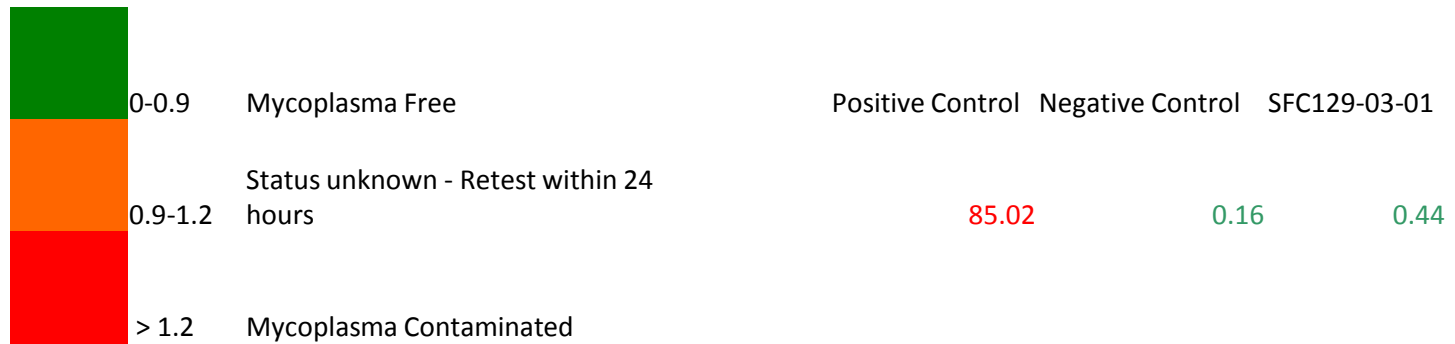 0-0.9 Mycoplasma Free Positive Control Negative Control SFC129-03-01
Status unknown - Retest within 24
0.9-1.2 hours 85.02 0.16 0.44
> 1.2 Mycoplasma Contaminated